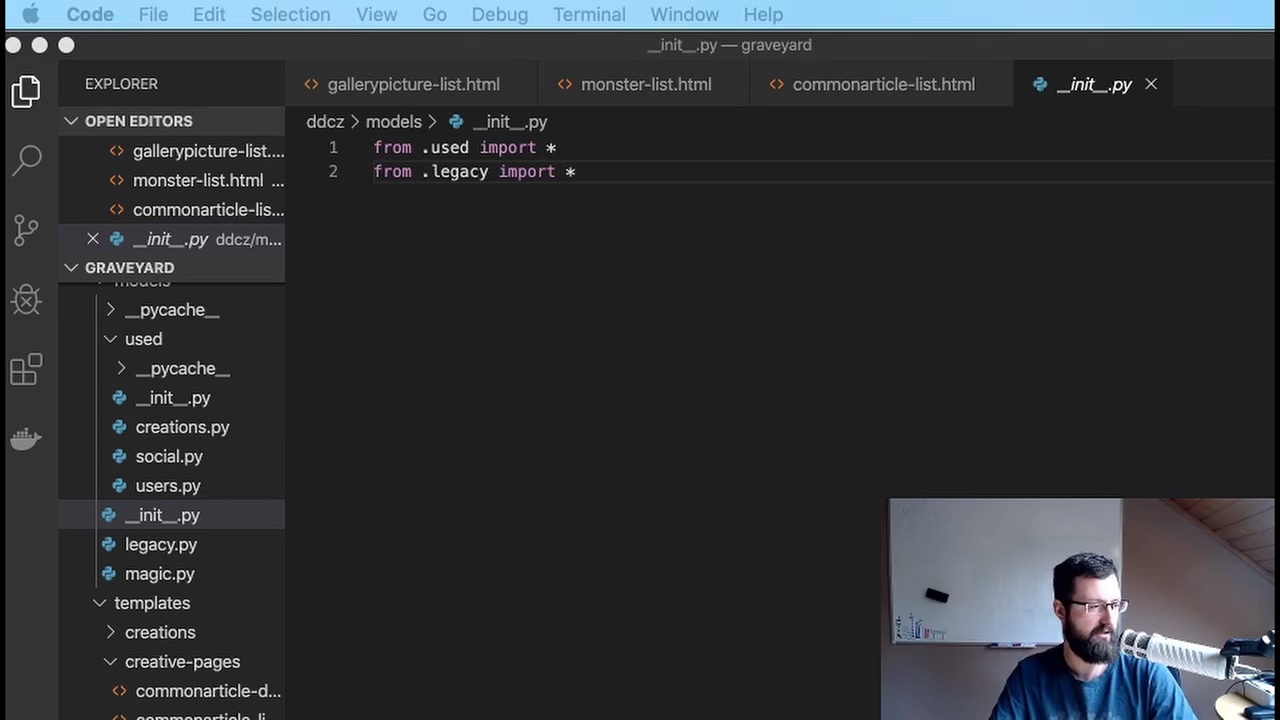 Code File Edit Selection View Go Debug Terminal Window Help
__init__.py — graveyard
EXPLORER
gallerypicture-list.html
monster-list.html
commonarticle-list.html
__init__.py
OPEN EDITORS
gallerypicture-list....
monster-list.html ...
commonarticle-lis...
__init__.py ddcz/m...
GRAVEYARD
models
__pycache__
used
__pycache__
__init__.py
creations.py
social.py
users.py
__init__.py
legacy.py
magic.py
templates
creations
creative-pages
commonarticle-d...
ddcz > models > __init__.py
1 from .used import *
2 from .legacy import *